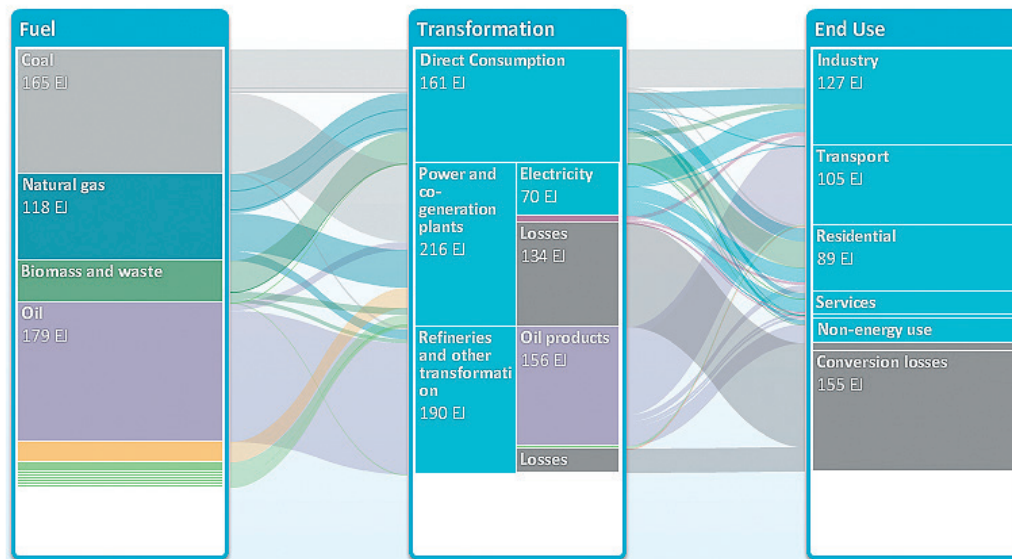 Fuel
Coal
165 EJ
Natural gas
118 EJ
Biomass and waste
Oil
179 EJ
Transformation
Direct Consumption
161 EJ
Power and
co-
generation
plants
216 EJ
Electricity
70 EJ
Losses
134 EJ
Refineries
and other
transformati
on
190 EJ
Oil products
156 EJ
Losses
End Use
Industry
127 EJ
Transport
105 EJ
Residential
89 EJ
Services
Non-energy use
Conversion losses
155 EJ